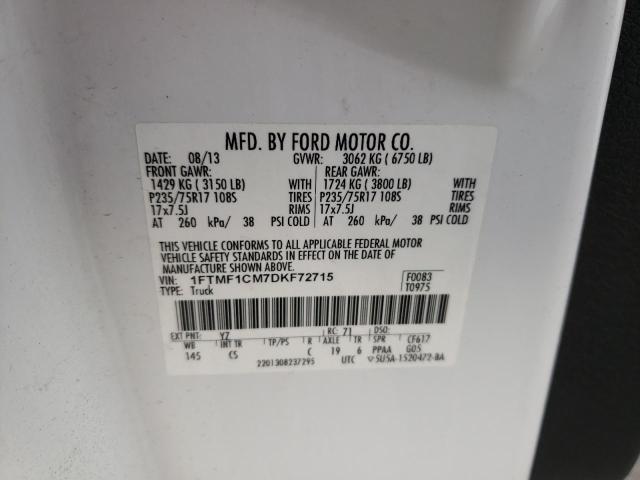 MFD. BY FORD MOTOR CO.
DATE: 08/13 GVWR: 3062 KG (6750 LB)
FRONT GAWR: REAR GAWR:
1429 KG (3150 LB) WITH 1724 KG (3800 LB) WITH
P235/75R17 108S TIRES P235/75R17 108S TIRES
17x7.5J RIMS 17x7.5J RIMS
AT 260 kPa/ 38 PSI COLD AT 260 kPa/ 38 PSI COLD
THIS VEHICLE CONFORMS TO ALL APPLICABLE FEDERAL MOTOR
VEHICLE SAFETY STANDARDS IN EFFECT ON THE DATE OF
MANUFACTURE SHOWN ABOVE.
VIN: 1FTMF1CM7DKF72715 F0083
TYPE: Truck T0975
EXT PNT: YZ RC: 71 DSO:
WB INT TR TP/PS R AXLE TR SPR CF617
145 CS C 19 6 PPAA G05
2201308237295 UTC ▽5U5A-1520472-BA